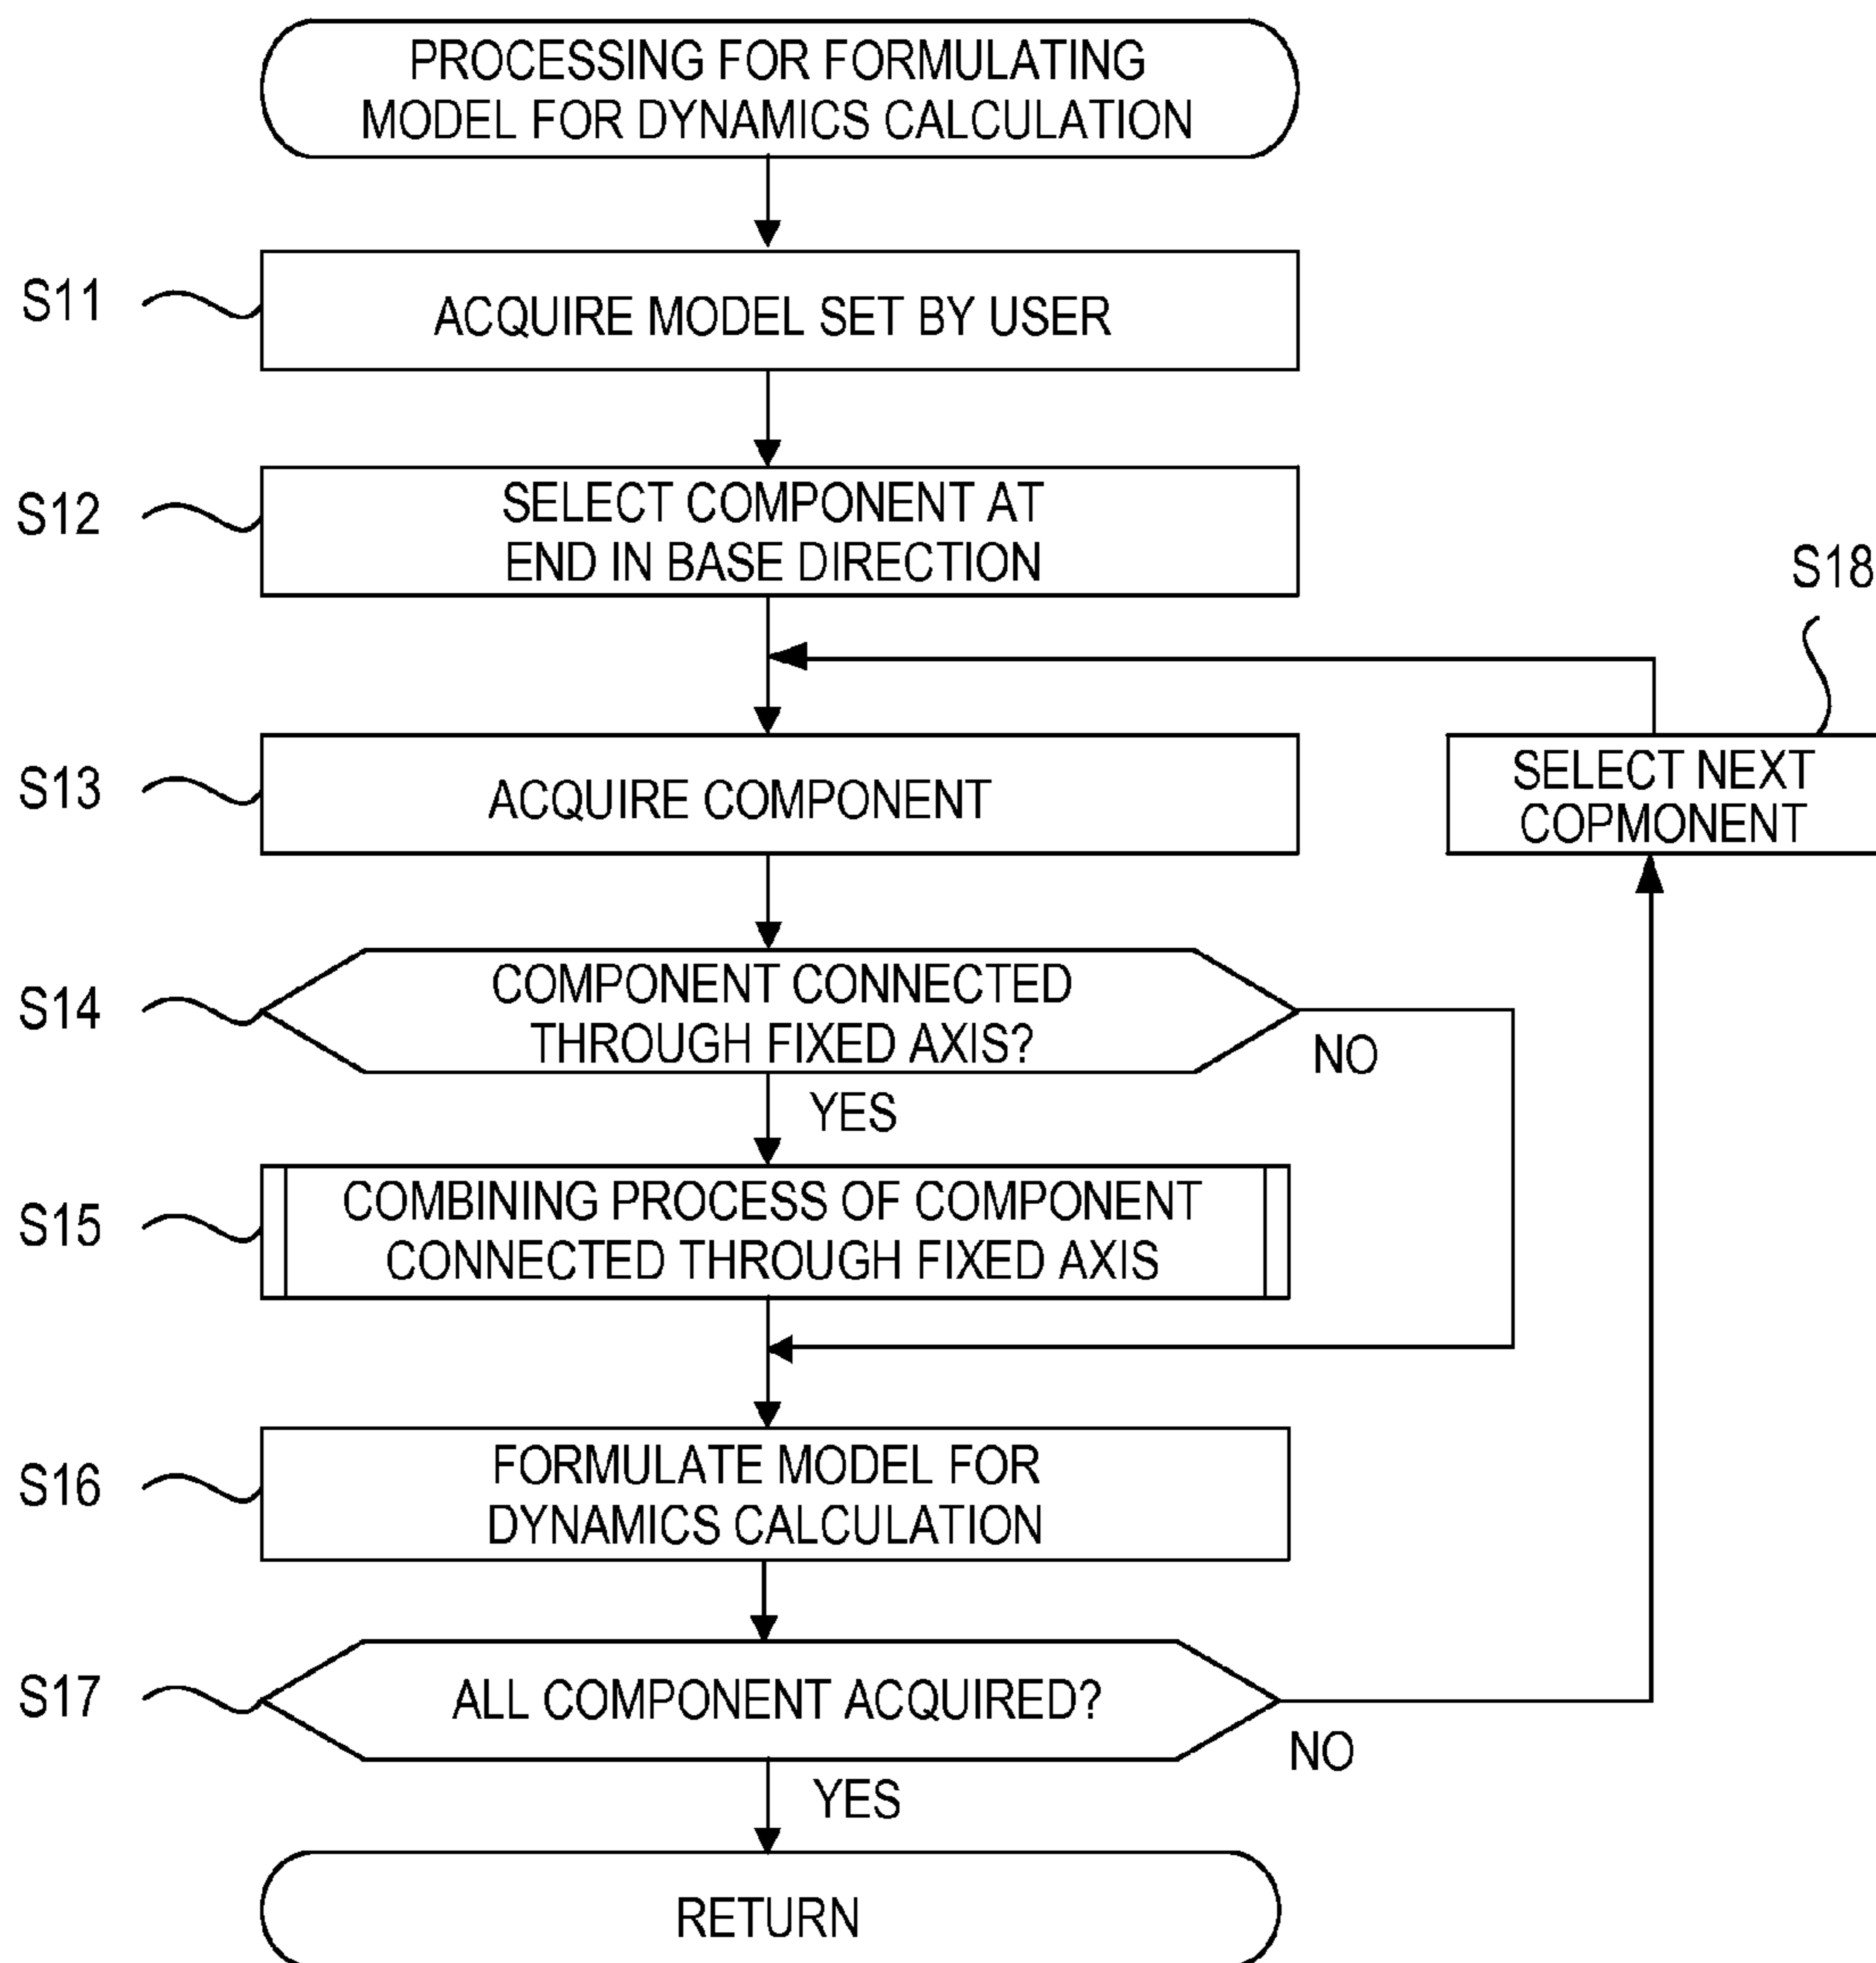 PROCESSING FOR FORMULATING
MODEL FOR DYNAMICS CALCULATION
S11
ACQUIRE MODEL SET BY USER
S12
SELECT COMPONENT AT
END IN BASE DIRECTION
S18
SELECT NEXT
COPMONENT
S13
ACQUIRE COMPONENT
S14
COMPONENT CONNECTED
THROUGH FIXED AXIS?
NO
YES
S15
COMBINING PROCESS OF COMPONENT
CONNECTED THROUGH FIXED AXIS
S16
FORMULATE MODEL FOR
DYNAMICS CALCULATION
S17
ALL COMPONENT ACQUIRED?
NO
YES
RETURN